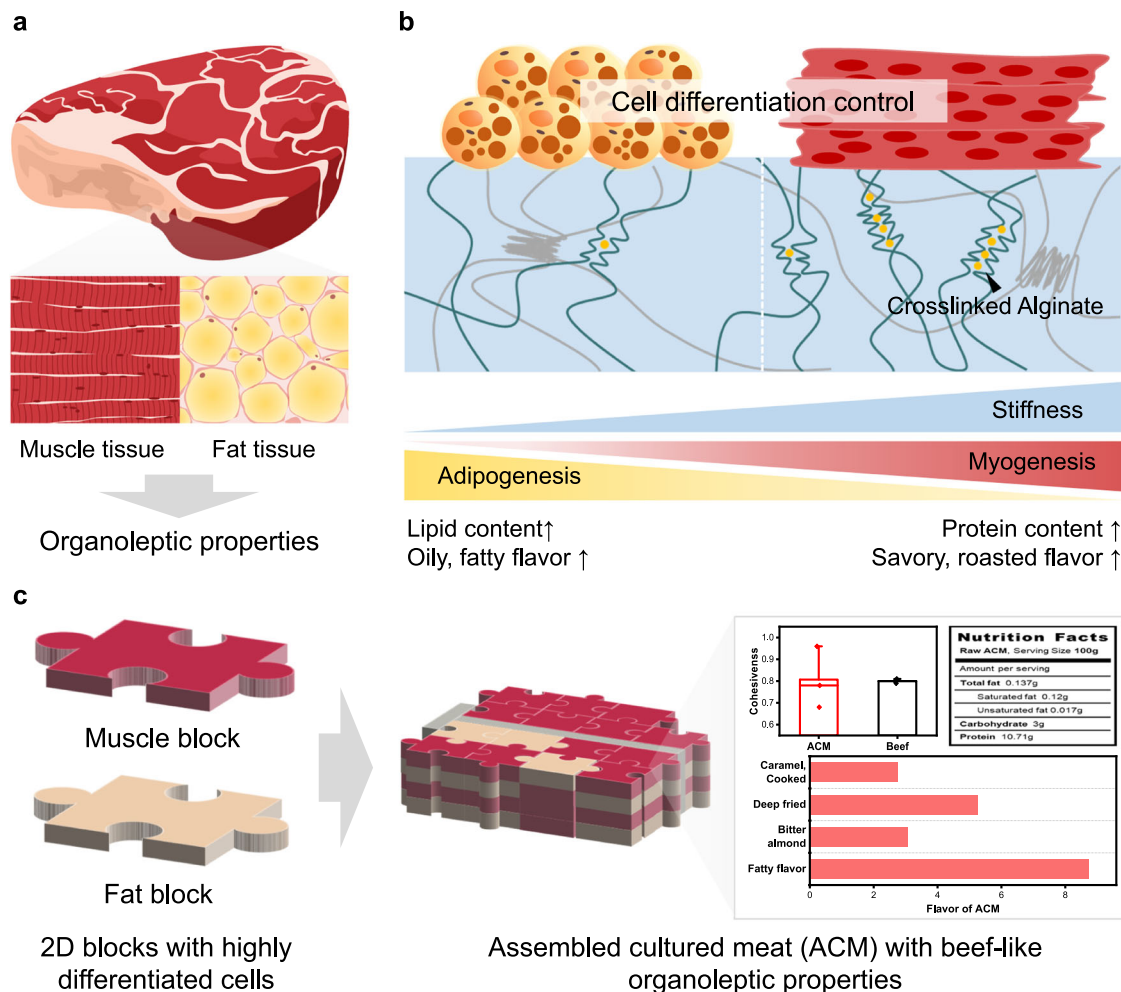 a
Muscle tissue
Fat tissue
Organoleptic properties
b
Cell differentiation control
Crosslinked Alginate
Stiffness
Myogenesis
Adipogenesis
Lipid content↑
Oily, fatty flavor ↑
Protein content ↑
Savory, roasted flavor ↑
c
Muscle block
Fat block
2D blocks with highly
differentiated cells
Cohesivenss
1.0
0.9
0.8
0.7
0.6
ACM
Beef
Nutrition Facts
Raw ACM, Serving Size 100g
Amount per serving
Total fat 0.137g
Saturated fat 0.12g
Unsaturated fat 0.017g
Carbohydrate 3g
Protein 10.71g
Caramel,
Cooked
Deep fried
Bitter
almond
Fatty flavor
0
2
4
6
8
Flavor of ACM
Assembled cultured meat (ACM) with beef-like
organoleptic properties